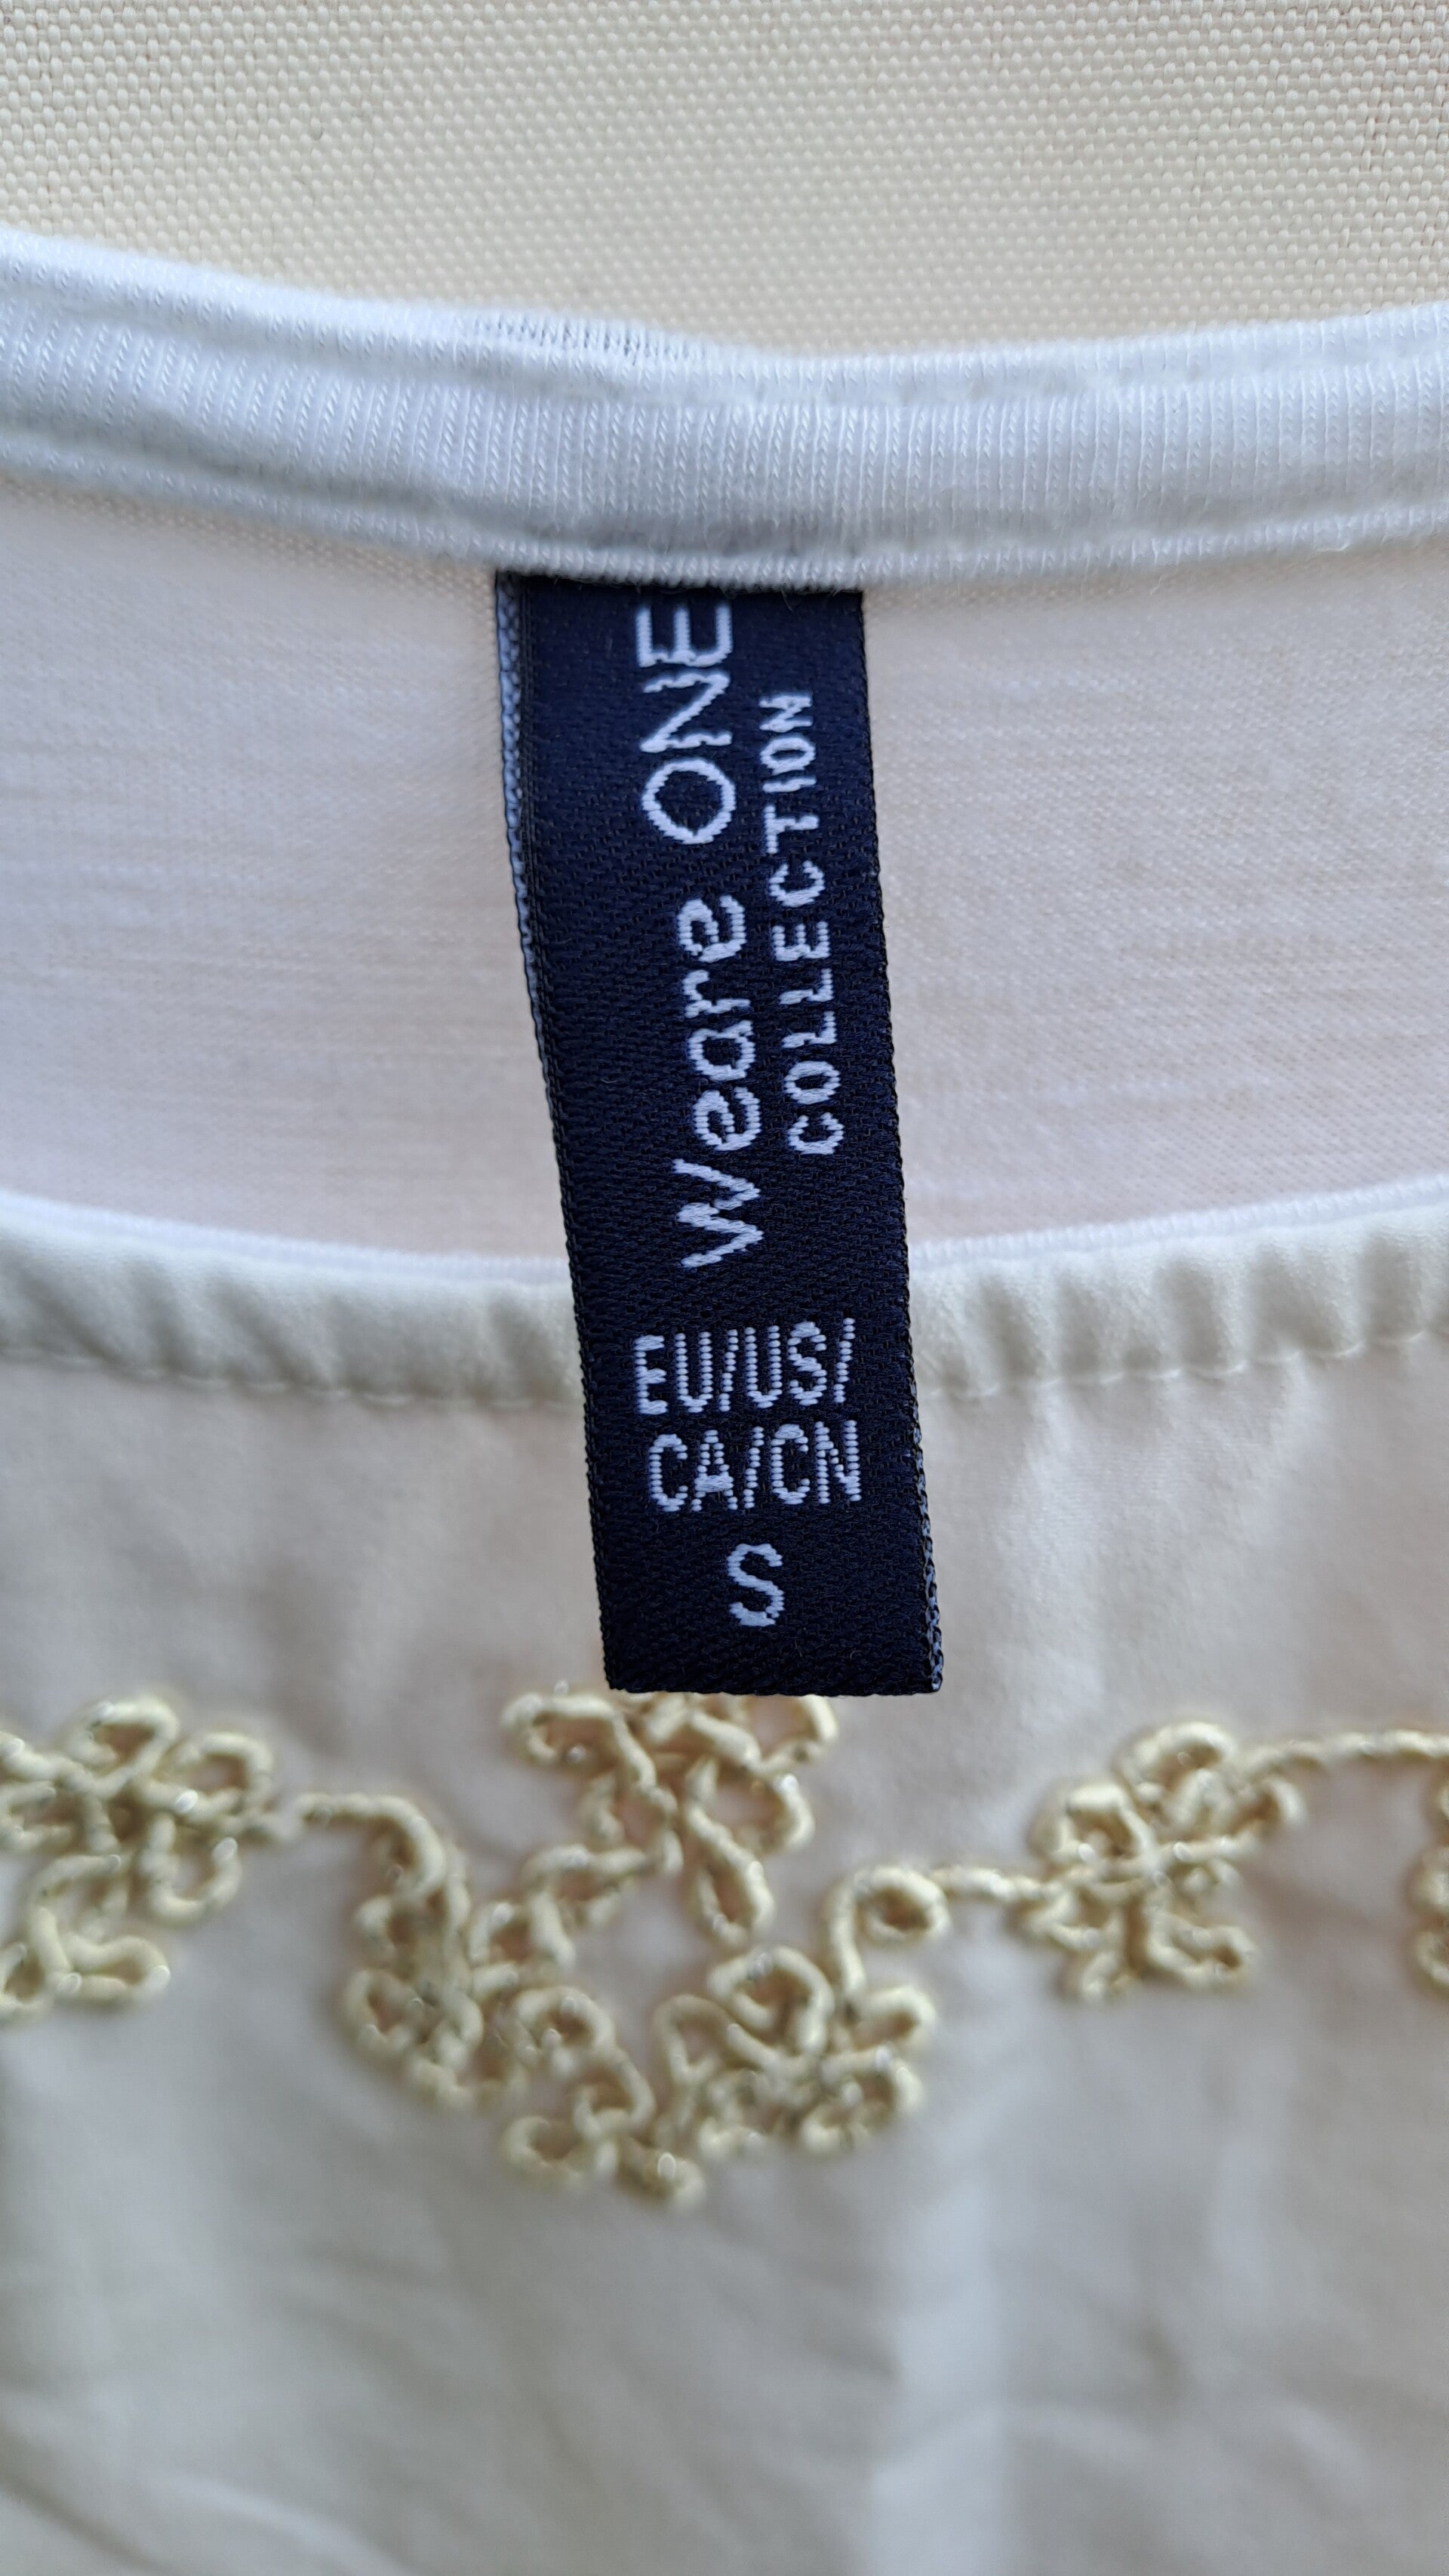 Weare ONE
COLLECTION
EU/US/
CA/CN
S